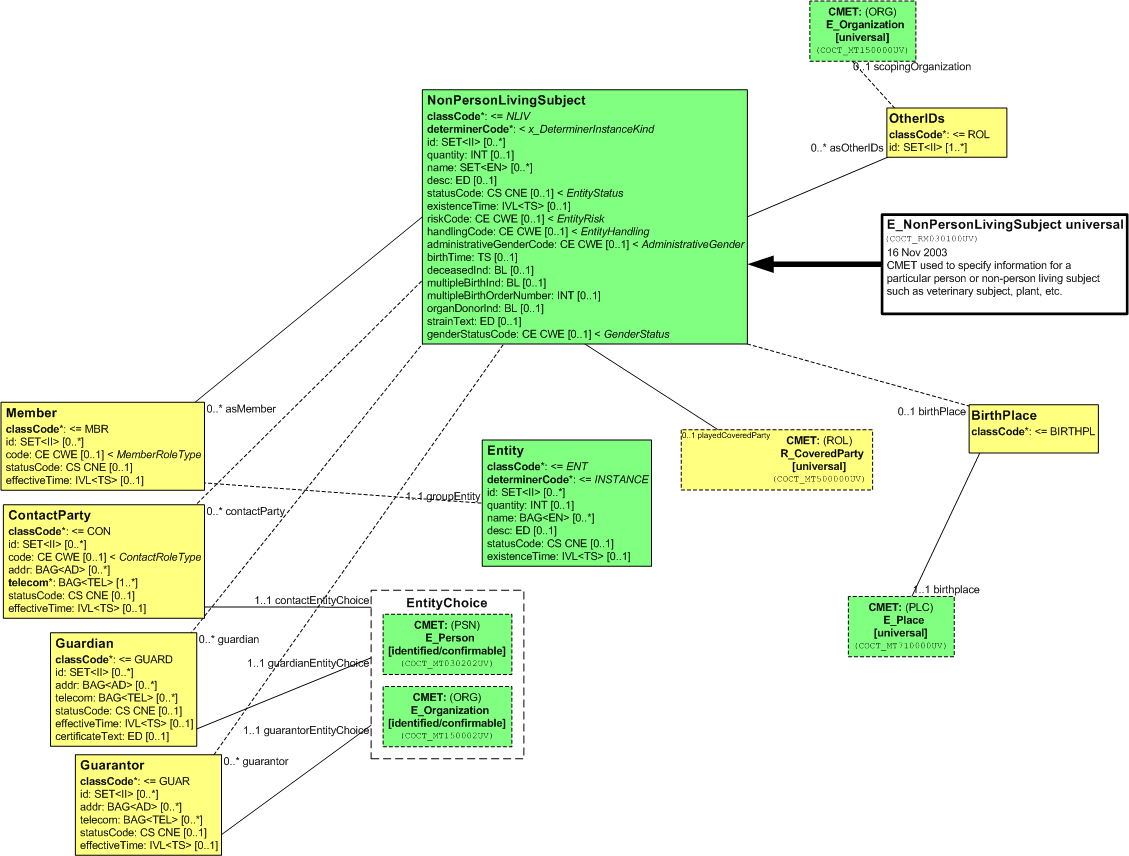 CMET: (ORG)
E_Organization
[universal]
(COCT_MT150000UV)
0..1 scopingOrganization
OtherIDs
classCode*: <= ROL
id: SET<II> [1..*]
0..* asOtherIDs
NonPersonLivingSubject
classCode*: <= NLIV
determinerCode*: < x_DeterminerInstanceKind
id: SET<II> [0..*]
quantity: INT [0..1]
name: SET<EN> [0..*]
desc: ED [0..1]
statusCode: CS CNE [0..1] < EntityStatus
existenceTime: IVL<TS> [0..1]
riskCode: CE CWE [0..1] < EntityRisk
handlingCode: CE CWE [0..1] < EntityHandling
administrativeGenderCode: CE CWE [0..1] < AdministrativeGender
birthTime: TS [0..1]
deceasedInd: BL [0..1]
multipleBirthInd: BL [0..1]
multipleBirthOrderNumber: INT [0..1]
organDonorInd: BL [0..1]
strainText: ED [0..1]
genderStatusCode: CE CWE [0..1] < GenderStatus
E_NonPersonLivingSubject universal
(COCT_RM030100UV)
16 Nov 2003
CMET used to specify information for a
particular person or non-person living subject
such as veterinary subject, plant, etc.
Member
classCode*: <= MBR
id: SET<II> [0..*]
code: CE CWE [0..1] < MemberRoleType
statusCode: CS CNE [0..1]
effectiveTime: IVL<TS> [0..1]
0..* asMember
1..1 groupEntity
Entity
classCode*: <= ENT
determinerCode*: <= INSTANCE
id: SET<II> [0..*]
quantity: INT [0..1]
name: BAG<EN> [0..*]
desc: ED [0..1]
statusCode: CS CNE [0..1]
existenceTime: IVL<TS> [0..1]
0..1 playedCoveredParty
CMET: (ROL)
R_CoveredParty
[universal]
(COCT_MT500000UV)
0..1 birthPlace
BirthPlace
classCode*: <= BIRTHPL
1..1 birthplace
CMET: (PLC)
E_Place
[universal]
(COCT_MT710000UV)
ContactParty
classCode*: <= CON
id: SET<II> [0..*]
code: CE CWE [0..1] < ContactRoleType
addr: BAG<AD> [0..*]
telecom*: BAG<TEL> [1..*]
statusCode: CS CNE [0..1]
effectiveTime: IVL<TS> [0..1]
0..* contactParty
1..1 contactEntityChoice
EntityChoice
CMET: (PSN)
E_Person
[identified/confirmable]
(COCT_MT030202UV)
CMET: (ORG)
E_Organization
[identified/confirmable]
(COCT_MT150002UV)
Guardian
classCode*: <= GUARD
id: SET<II> [0..*]
addr: BAG<AD> [0..*]
telecom: BAG<TEL> [0..*]
statusCode: CS CNE [0..1]
effectiveTime: IVL<TS> [0..1]
certificateText: ED [0..1]
0..* guardian
1..1 guardianEntityChoice
1..1 guarantorEntityChoice
Guarantor
classCode*: <= GUAR
id: SET<II> [0..*]
addr: BAG<AD> [0..*]
telecom: BAG<TEL> [0..*]
statusCode: CS CNE [0..1]
effectiveTime: IVL<TS> [0..1]
0..* guarantor